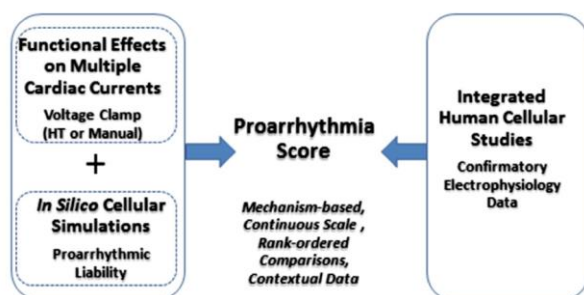 Functional Effects
on Multiple
Cardiac Currents
Voltage Clamp
(HT or Manual)
+
In Silico Cellular
Simulations
Proarrhythmic
Liability
Proarrhythmia
Score
Mechanism-based,
Continuous Scale ,
Rank-ordered
Comparisons,
Contextual Data
Integrated
Human Cellular
Studies
Confirmatory
Electrophysiology
Data